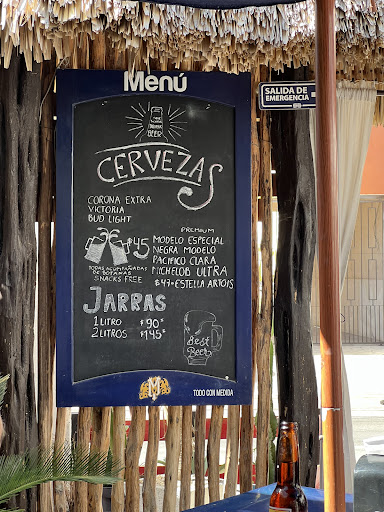 Menú
SALIDA DE
EMERGENCIA
BEER
CERVEZAS
CORONA EXTRA
VICTORIA
BUD LIGHT
$45
TODAS ACOMPAÑADAS
DE BOTANAS
SNACKS FREE
PREMIUM
MODELO ESPECIAL
NEGRA MODELO
PACIFICO CLARA
MICHELOB ULTRA
$47 ESTELLA ARTOIS
JARRAS
1 LITRO $90
2 LITROS $145
Best
Beer
M
TODO CON MEDIDA